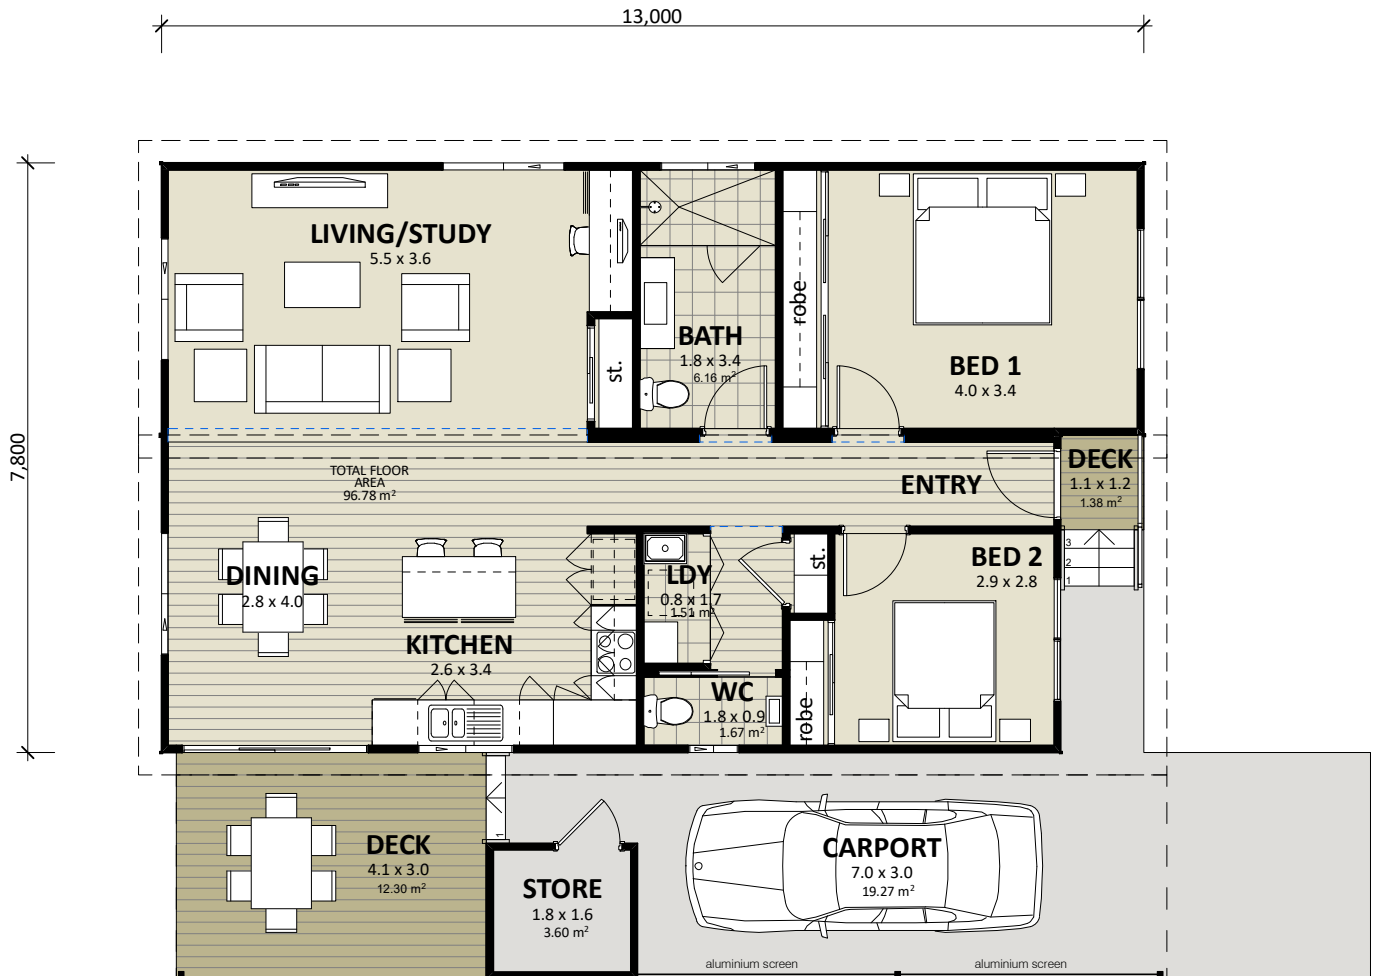 13,000
7,800
LIVING/STUDY
5.5 x 3.6
st.
BATH
1.8 x 3.4
6.16 m²
robe
BED 1
4.0 x 3.4
TOTAL FLOOR
AREA
96.78 m²
ENTRY
DECK
1.1 x 1.2
1.38 m²
3
2
1
DINING
2.8 x 4.0
KITCHEN
2.6 x 3.4
LDY
0.8 x 1.7
1.51 m²
st.
BED 2
2.9 x 2.8
WC
1.8 x 0.9
1.67 m²
robe
1
DECK
4.1 x 3.0
12.30 m²
STORE
1.8 x 1.6
3.60 m²
CARPORT
7.0 x 3.0
19.27 m²
aluminium screen
aluminium screen